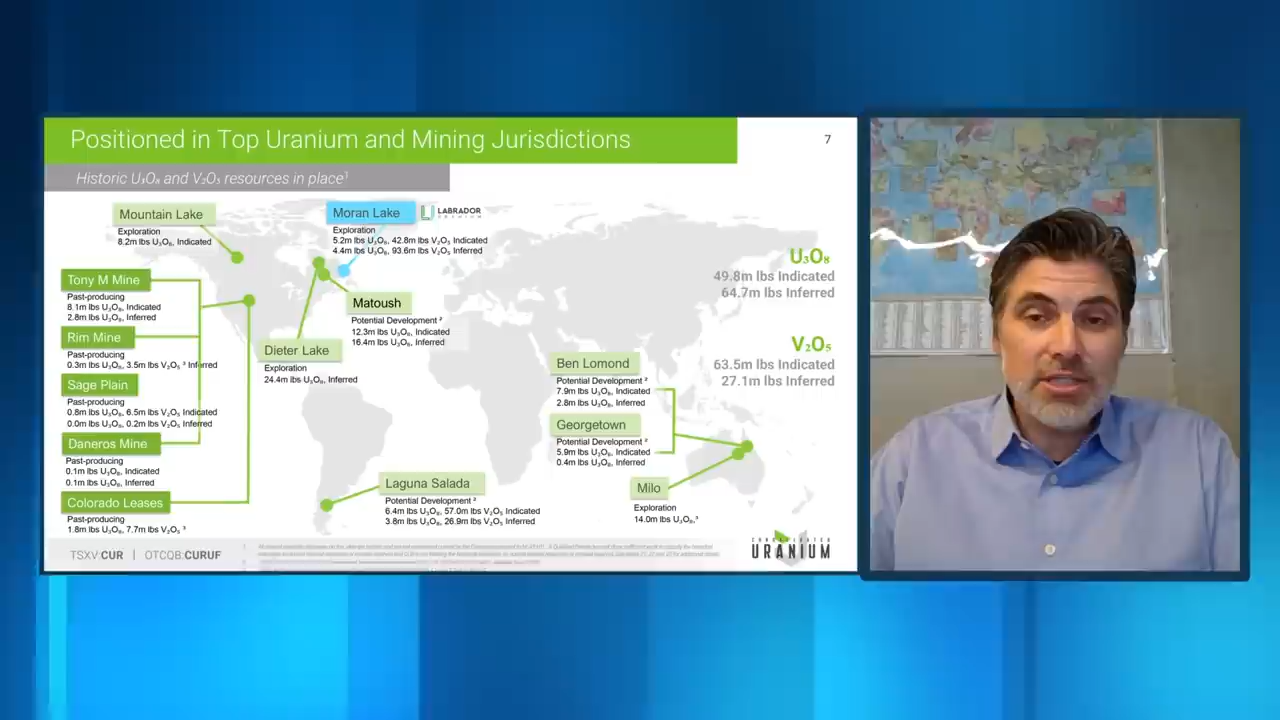 Positioned in Top Uranium and Mining Jurisdictions
7
Historic U₃O₈ and V₂O₅ resources in place¹
Mountain Lake
Exploration
8.2m lbs U₃O₈, Indicated
Moran Lake
LABRADOR
URANIUM
Exploration
5.2m lbs U₃O₈, 42.8m V₂O₅ Indicated
4.4m lbs U₃O₈, 93.6m lbs V₂O₅ Inferred
Tony M Mine
Past-producing
8.1m lbs U₃O₈, Indicated
2.8m lbs U₃O₈, Inferred
Rim Mine
Past-producing
0.3m lbs U₃O₈, 3.5m lbs V₂O₅ ³ Inferred
Sage Plain
Past-producing
0.8m lbs U₃O₈, 6.5m lbs V₂O₅ Indicated
0.0m lbs U₃O₈, 0.2m lbs V₂O₅ Inferred
Daneros Mine
Past-producing
0.1m lbs U₃O₈, Indicated
0.1m lbs U₃O₈, Inferred
Colorado Leases
Past-producing
1.8m lbs U₃O₈, 7.7m lbs V₂O₅ ³
Matoush
Potential Development ²
12.3m lbs U₃O₈, Indicated
16.4m lbs U₃O₈, Inferred
Dieter Lake
Exploration
24.4m lbs U₃O₈, Inferred
Laguna Salada
Potential Development ²
6.4m lbs U₃O₈, 57.0m lbs V₂O₅ Indicated
3.8m lbs U₃O₈, 26.9m lbs V₂O₅ Inferred
Ben Lomond
Potential Development ²
7.9m lbs U₃O₈, Indicated
2.8m lbs U₃O₈, Inferred
Georgetown
Potential Development ²
5.9m lbs U₃O₈, Indicated
0.4m lbs U₃O₈, Inferred
Milo
Exploration
14.0m lbs U₃O₈,³
U₃O₈
49.8m lbs Indicated
64.7m lbs Inferred
V₂O₅
63.5m lbs Indicated
27.1m lbs Inferred
TSXV:CUR | OTCQB:CURUF
CONSOLIDATED
URANIUM